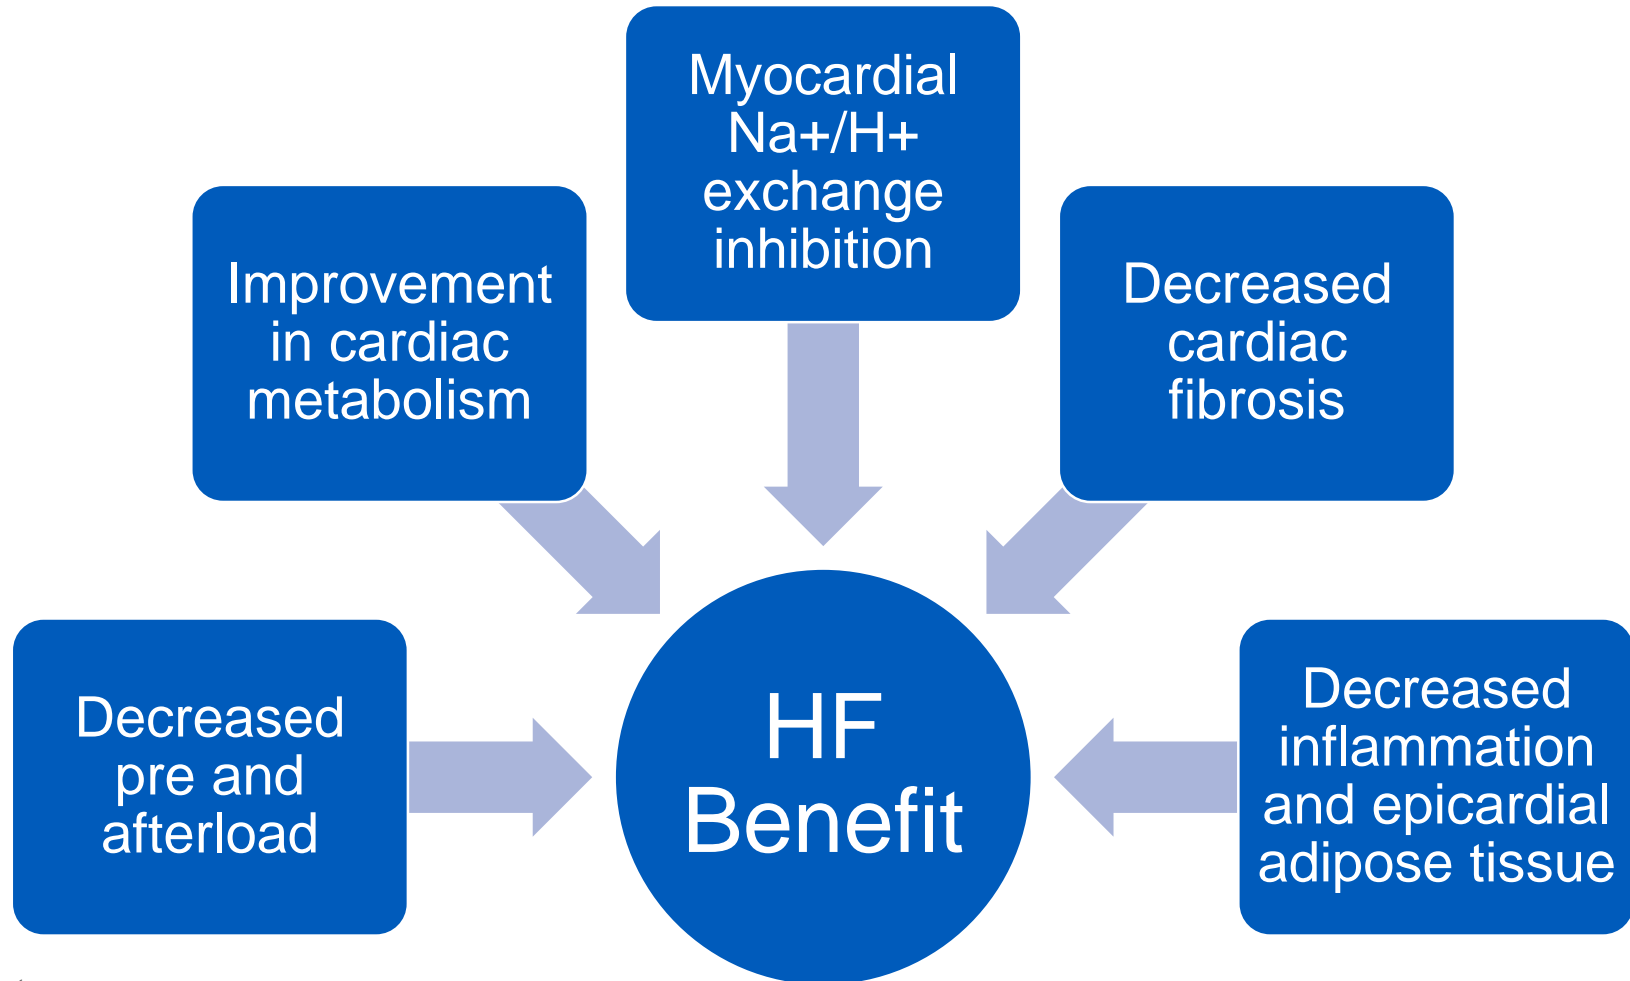 Myocardial
Na+/H+
exchange
inhibition
Improvement
in cardiac
metabolism
Decreased
cardiac
fibrosis
Decreased
pre and
afterload
HF
Benefit
Decreased
inflammation
and epicardial
adipose tissue